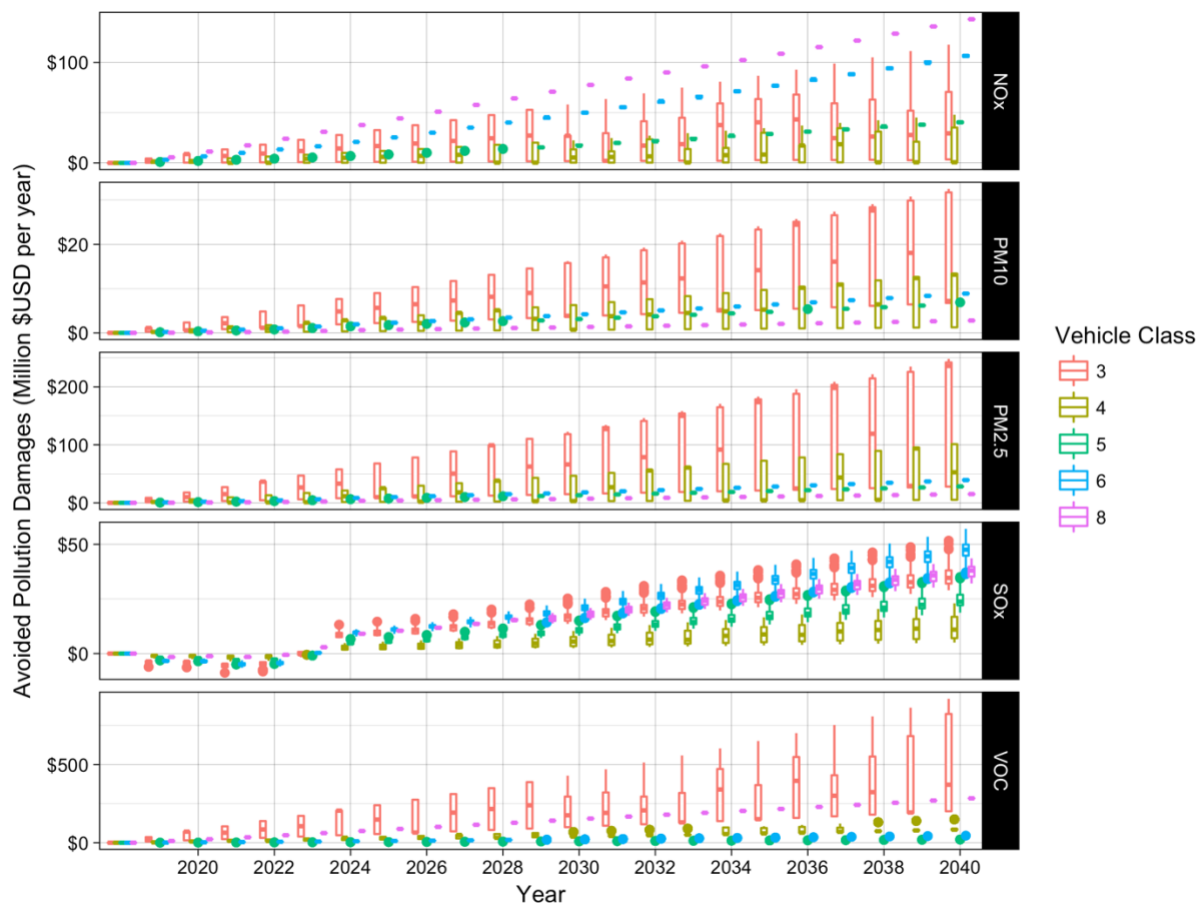 $100
$0
NOx
$20
$0
PM10
$200
$100
$0
PM2.5
$50
$0
SOx
$500
$0
VOC
2020 2022 2024 2026 2028 2030 2032 2034 2036 2038 2040
Year
Avoided Pollution Damages (Million $USD per year)
Vehicle Class
3
4
5
6
8